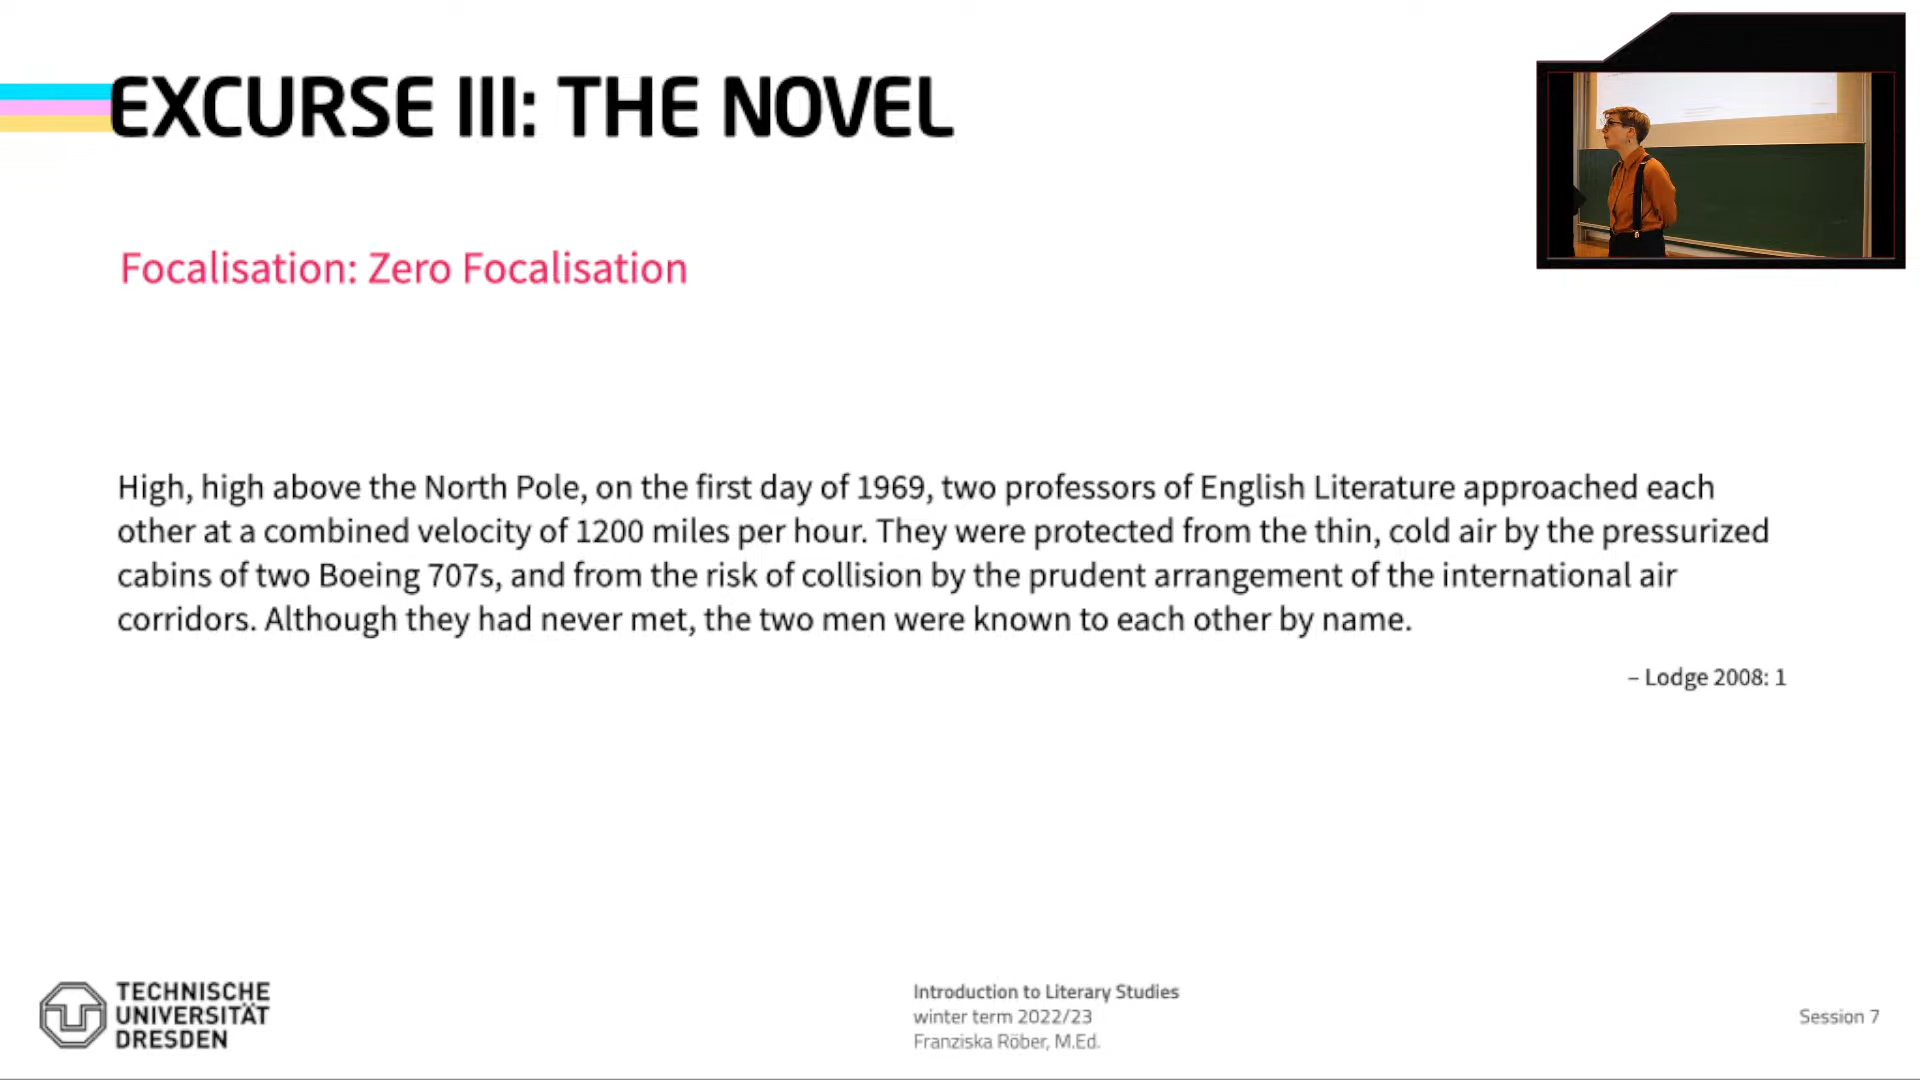 EXCURSE III: THE NOVEL
Focalisation: Zero Focalisation
High, high above the North Pole, on the first day of 1969, two professors of English Literature approached each
other at a combined velocity of 1200 miles per hour. They were protected from the thin, cold air by the pressurized
cabins of two Boeing 707s, and from the risk of collision by the prudent arrangement of the international air
corridors. Although they had never met, the two men were known to each other by name.
– Lodge 2008: 1
TECHNISCHE
UNIVERSITÄT
DRESDEN
Introduction to Literary Studies
winter term 2022/23
Franziska Röber, M.Ed.
Session 7